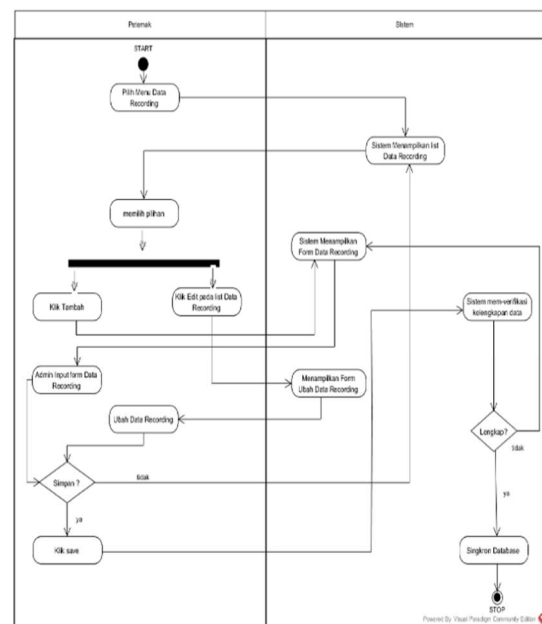 Peternak
Sistem
START
Pilih Menu Data
Recording
Sistem Menampilkan list
Data Recording
memilih pilihan
Sistem Menampilkan
Form Data Recording
Klik Tambah
Klik Edit pada list Data
Recording
Sistem mem-verifikasi
kelengkapan data
Admin Input form Data
Recording
Menampilkan Form
Ubah Data Recording
Ubah Data Recording
Lengkap?
tidak
Simpan ?
tidak
ya
ya
Klik save
Singkron Database
STOP
Powered By Visual Paradigm Community Edition